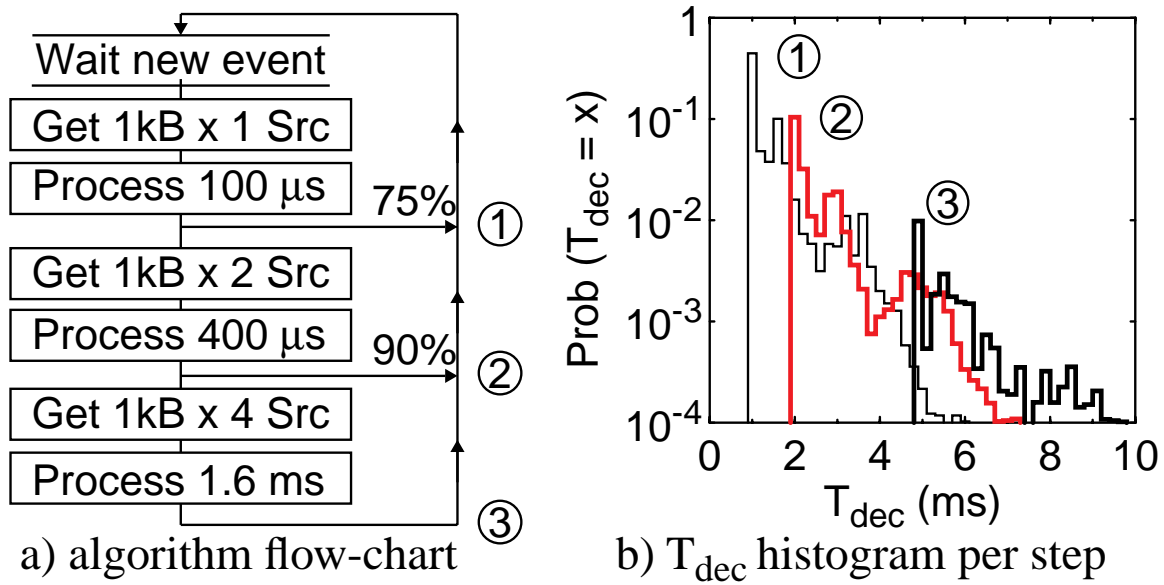 Wait new event
Get 1kB x 1 Src
Process 100 μs
75%
①
Get 1kB x 2 Src
Process 400 μs
90%
②
Get 1kB x 4 Src
Process 1.6 ms
③
a) algorithm flow-chart
Prob (T_dec = x)
1
10^-1
10^-2
10^-3
10^-4
①
②
③
0 2 4 6 8 10
T_dec (ms)
b) T_dec histogram per step